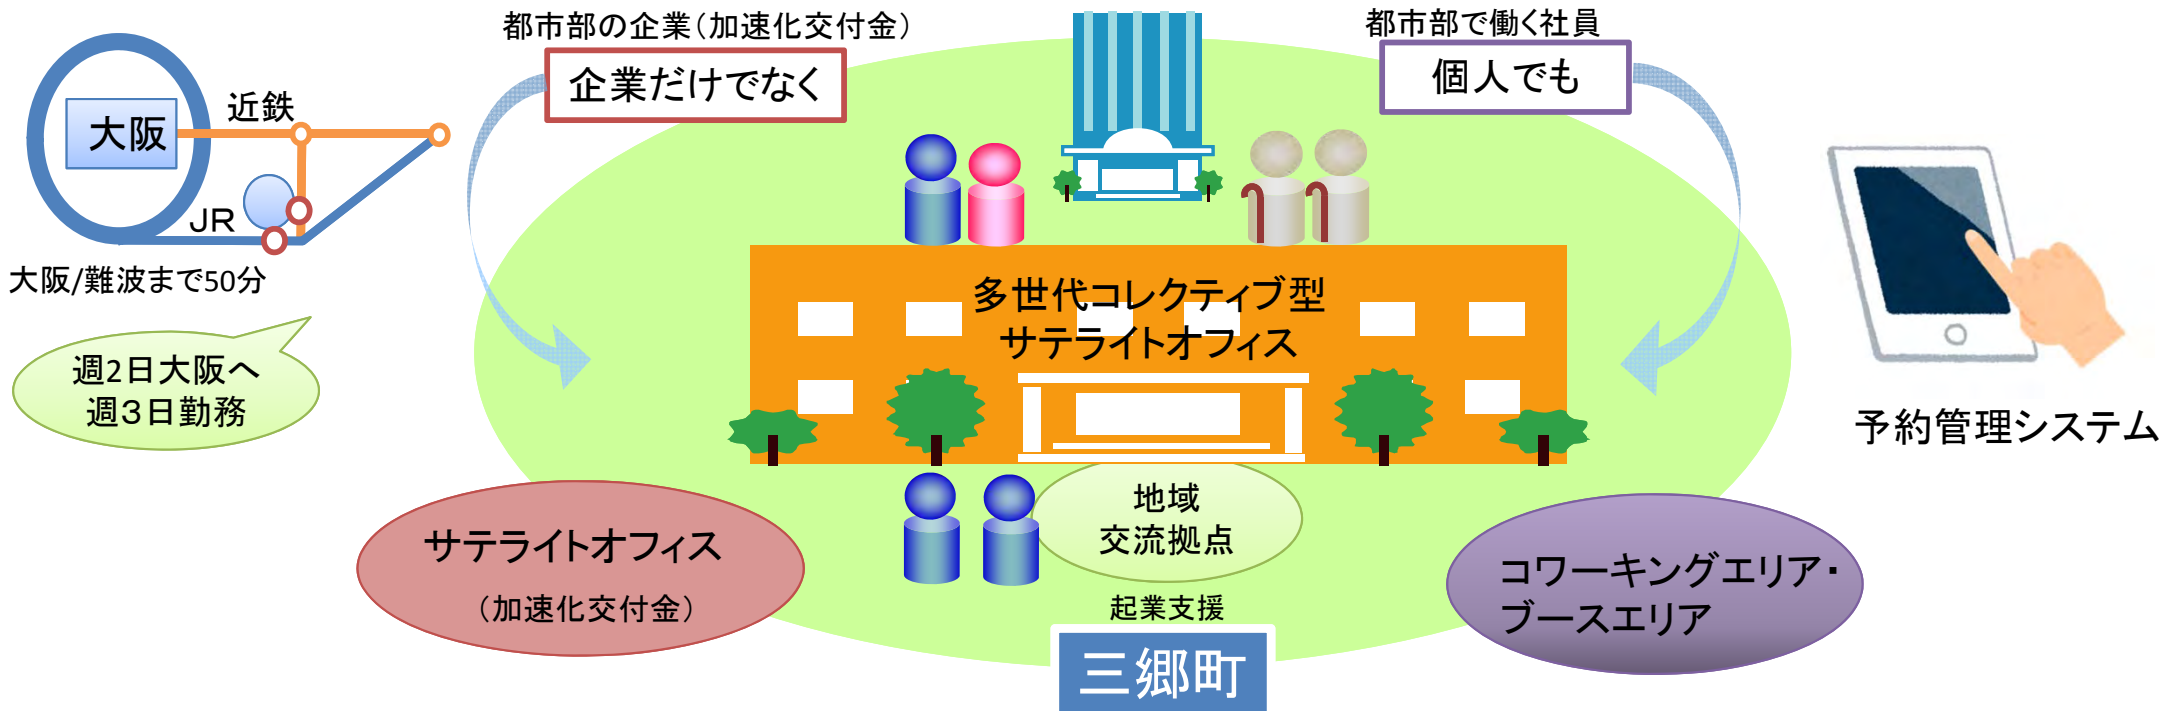 都市部の企業（加速化交付金）
企業だけでなく
都市部で働く社員
個人でも
近鉄
大阪
JR
大阪/難波まで50分
週2日大阪へ
週３日勤務
多世代コレクティブ型
サテライトオフィス
予約管理システム
サテライトオフィス
（加速化交付金）
地域
交流拠点
起業支援
コワーキングエリア・
ブースエリア
三郷町